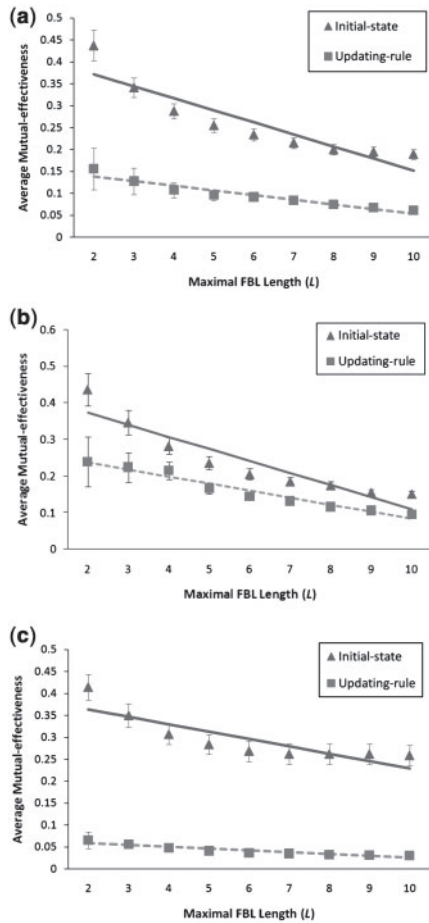 (a)
Average Mutual-effectiveness
0.5
0.45
0.4
0.35
0.3
0.25
0.2
0.15
0.1
0.05
0
Initial-state
Updating-rule
2 3 4 5 6 7 8 9 10
Maximal FBL Length (L)
(b)
Average Mutual-effectiveness
0.6
0.5
0.4
0.3
0.2
0.1
0
Initial-state
Updating-rule
2 3 4 5 6 7 8 9 10
Maximal FBL Length (L)
(c)
Average Mutual-effectiveness
0.5
0.45
0.4
0.35
0.3
0.25
0.2
0.15
0.1
0.05
0
Initial-state
Updating-rule
2 3 4 5 6 7 8 9 10
Maximal FBL Length (L)